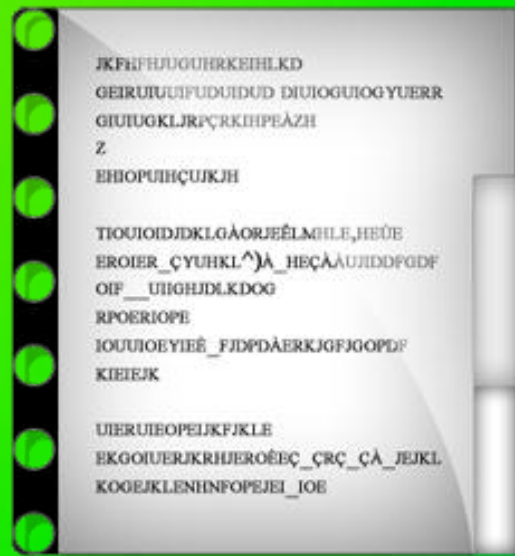 JKFHFHJUGUHRKEIHLKD
GEIRUIUUIFUDUIDUD DIUIOGUIOGYUERR
GIUIUGKLJRPÇRKIHPEÀZH
Z
EHIOPUIHÇUJKJH
TIOUIOIDJDKLGÀORJEÊLMHLE,HEÛE
EROIER_ÇYUHKL^)À_HEÇÀÀUJIDDFGDF
OIF__UIIGHJDLKDOG
RPOERIOPE
IOUUIOEYIEÊ_FJDPDÀERKJGFJGOPDF
KIEIEJK
UIERUIEOPEIJKFJKLE
EKGOIUERJKRHJEROÊEÇ_ÇRÇ_ÇÀ_JEJKL
KOGEJKLENHNFOPEJEI_IOE